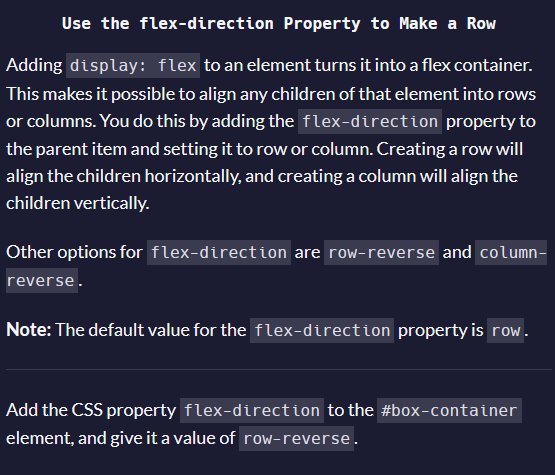 Use the flex-direction Property to Make a Row
Adding display: flex to an element turns it into a flex container.
This makes it possible to align any children of that element into rows
or columns. You do this by adding the flex-direction property to
the parent item and setting it to row or column. Creating a row will
align the children horizontally, and creating a column will align the
children vertically.
Other options for flex-direction are row-reverse and column-
reverse.
Note: The default value for the flex-direction property is row.
Add the CSS property flex-direction to the #box-container
element, and give it a value of row-reverse.